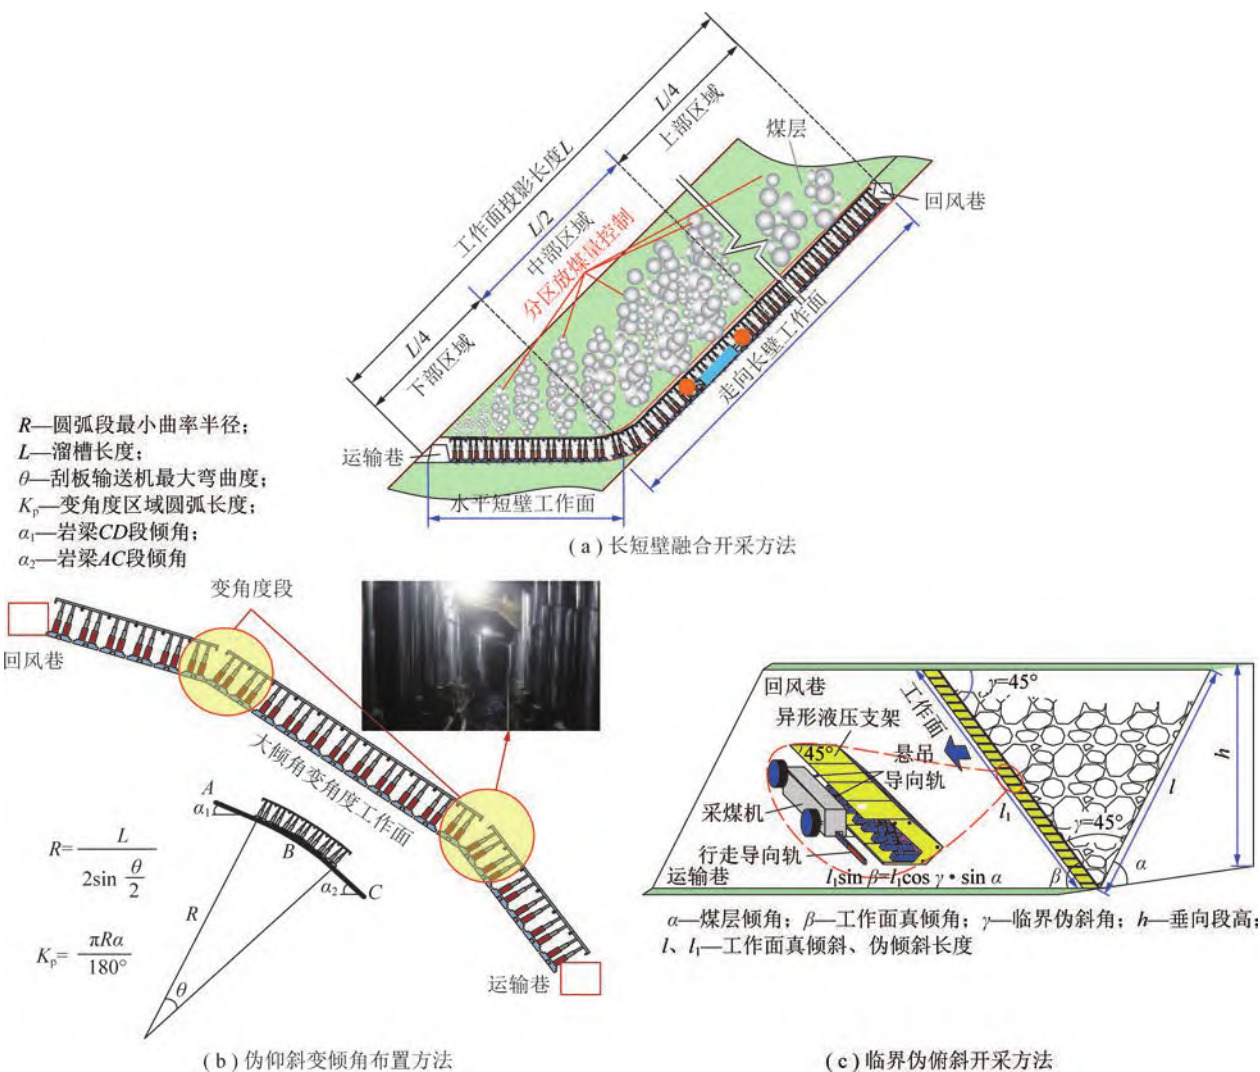 工作面投影长度L
L/4
上部区域
L/2
中部区域
分区放煤量控制
L/4
下部区域
煤层
回风巷
走向长壁工作面
运输巷
水平短壁工作面
( a ) 长短壁融合开采方法
R—圆弧段最小曲率半径；
L—溜槽长度；
θ—刮板输送机最大弯曲度；
Kp—变角度区域圆弧长度；
α1—岩梁CD段倾角；
α2—岩梁AC段倾角
变角度段
回风巷
大倾角变角度工作面
运输巷
A
α1
B
α2
C
R
θ
R= L / 2sin θ/2
Kp= πRα / 180°
( b ) 伪仰斜变倾角布置方法
回风巷
工作面
γ=45°
异形液压支架
45°
悬吊
导向轨
采煤机
行走导向轨
运输巷
l1
l
h
γ=45°
β
α
l1sin β=l1cos γ·sin α
α—煤层倾角；β—工作面真倾角；γ—临界伪斜角；h—垂向段高；
l、l1—工作面真倾斜、伪倾斜长度
( c ) 临界伪俯斜开采方法